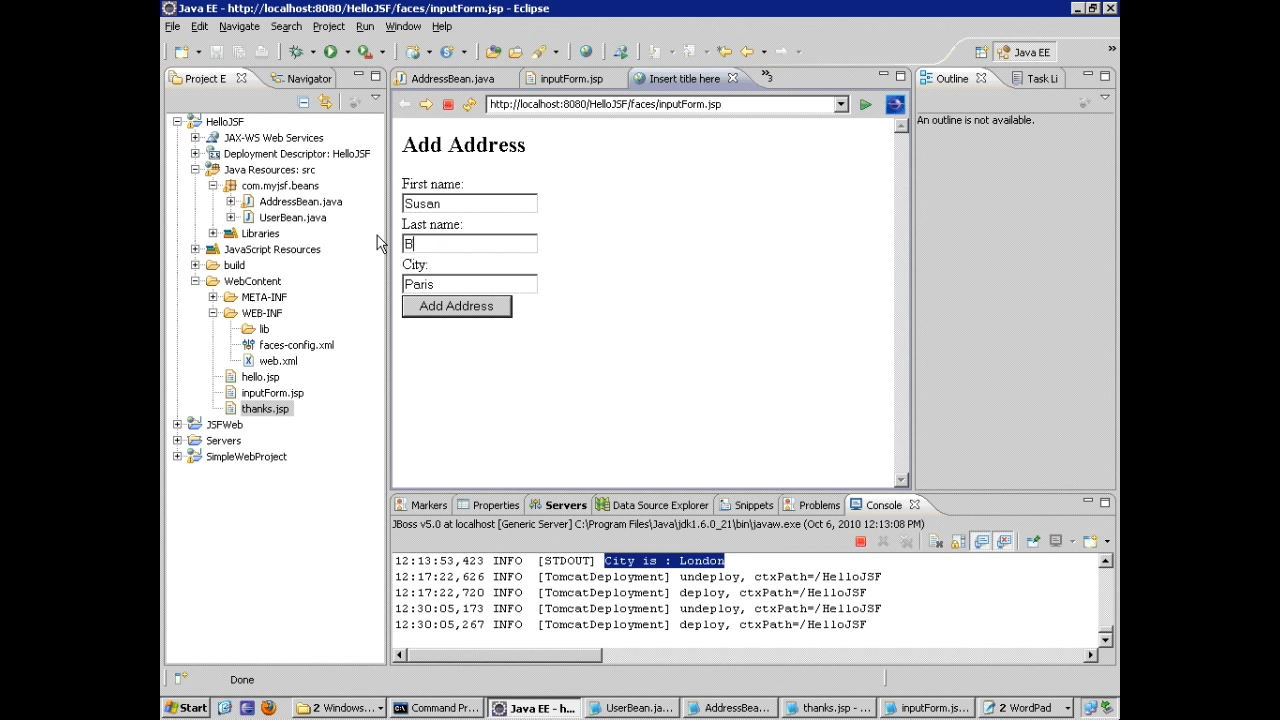 Java EE - http://localhost:8080/HelloJSF/faces/inputForm.jsp - Eclipse
File Edit Navigate Search Project Run Window Help
Java EE
Project E
Navigator
AddressBean.java
inputForm.jsp
Insert title here
3
Outline
Task Li
http://localhost:8080/HelloJSF/faces/inputForm.jsp
An outline is not available.
HelloJSF
JAX-WS Web Services
Deployment Descriptor: HelloJSF
Java Resources: src
com.myjsf.beans
AddressBean.java
UserBean.java
Libraries
JavaScript Resources
build
WebContent
META-INF
WEB-INF
lib
faces-config.xml
web.xml
hello.jsp
inputForm.jsp
thanks.jsp
JSFWeb
Servers
SimpleWebProject
Add Address
First name:
Susan
Last name:
B
City:
Paris
Add Address
Markers Properties Servers Data Source Explorer Snippets Problems Console
JBoss v5.0 at localhost [Generic Server] C:\Program Files\Java\jdk1.6.0_21\bin\javaw.exe (Oct 6, 2010 12:13:08 PM)
12:13:53,423 INFO [STDOUT] City is : London
12:17:22,626 INFO [TomcatDeployment] undeploy, ctxPath=/HelloJSF
12:17:22,720 INFO [TomcatDeployment] deploy, ctxPath=/HelloJSF
12:30:05,173 INFO [TomcatDeployment] undeploy, ctxPath=/HelloJSF
12:30:05,267 INFO [TomcatDeployment] deploy, ctxPath=/HelloJSF
Done
Start
2 Windows...
Command Pr...
Java EE - h...
UserBean.ja...
AddressBea...
thanks.jsp - ...
inputForm.js...
2 WordPad